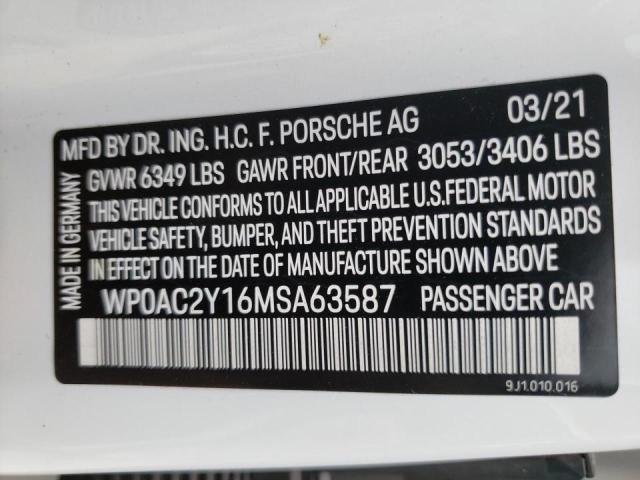 MFD BY DR. ING. H.C. F. PORSCHE AG 03/21
GVWR 6349 LBS GAWR FRONT/REAR 3053/3406 LBS
THIS VEHICLE CONFORMS TO ALL APPLICABLE U.S.FEDERAL MOTOR
VEHICLE SAFETY, BUMPER, AND THEFT PREVENTION STANDARDS
IN EFFECT ON THE DATE OF MANUFACTURE SHOWN ABOVE
WP0AC2Y16MSA63587 PASSENGER CAR
9J1.010.016
MADE IN GERMANY